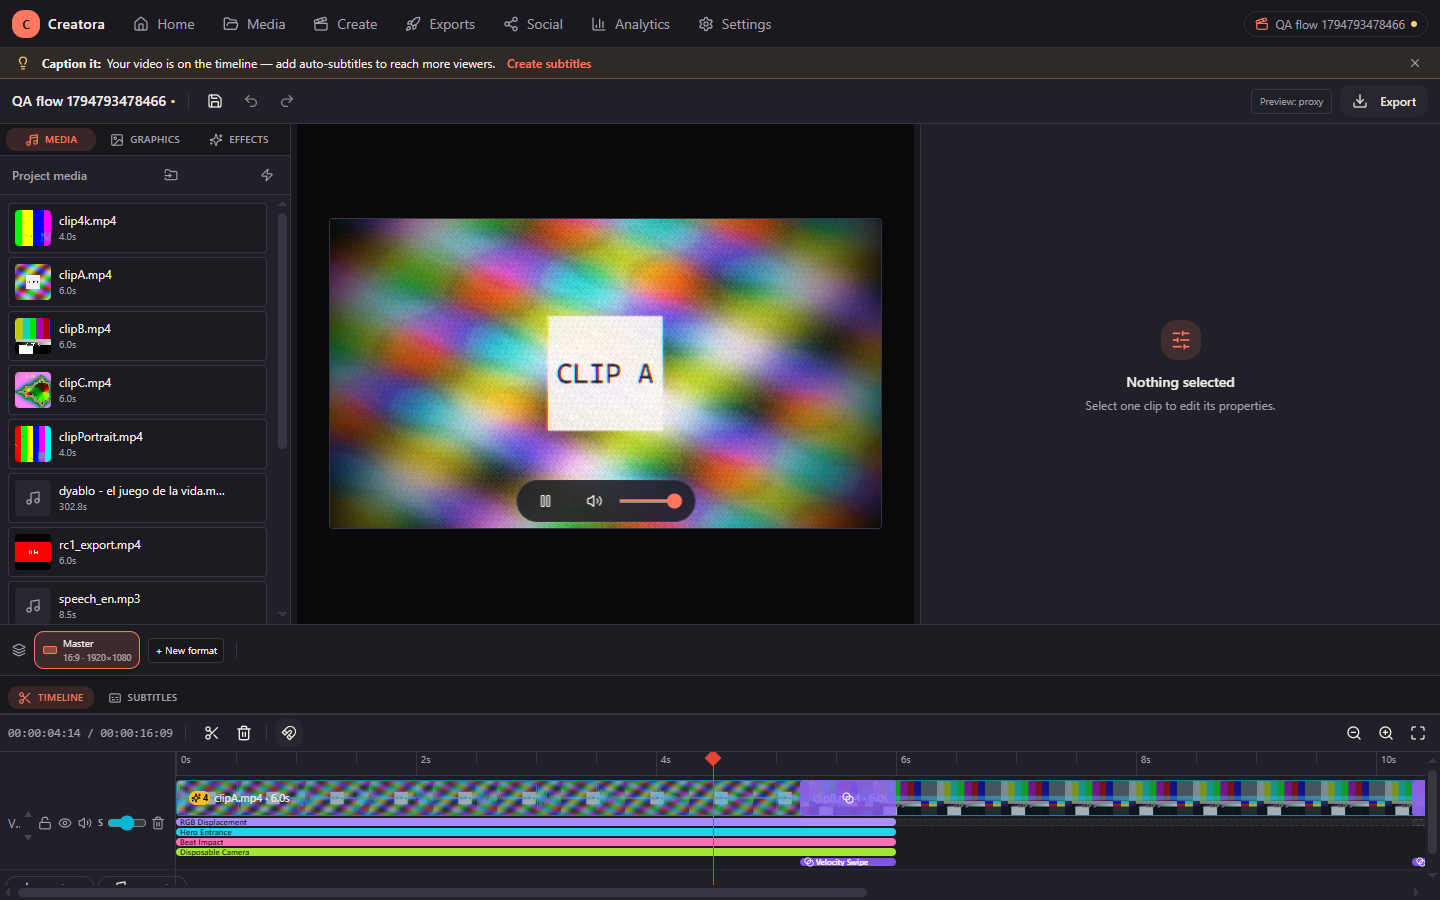 C Creatora Home Media Create Exports Social Analytics Settings QA flow 1794793478466
Caption it: Your video is on the timeline — add auto-subtitles to reach more viewers. Create subtitles
QA flow 1794793478466 Preview: proxy Export
MEDIA GRAPHICS EFFECTS
Project media
clip4k.mp4
4.0s
clipA.mp4
6.0s
clipB.mp4
6.0s
clipC.mp4
6.0s
clipPortrait.mp4
4.0s
dyablo - el juego de la vida.m...
302.8s
rc1_export.mp4
6.0s
speech_en.mp3
8.5s
CLIP A
Nothing selected
Select one clip to edit its properties.
Master
16:9 · 1920×1080
+ New format
TIMELINE SUBTITLES
00:00:04:14 / 00:00:16:09
0s 2s 4s 6s 8s 10s
4 clipA.mp4 · 6.0s
V.. S
RGB Displacement
Hero Entrance
Beat Impact
Disposable Camera
Velocity Swipe